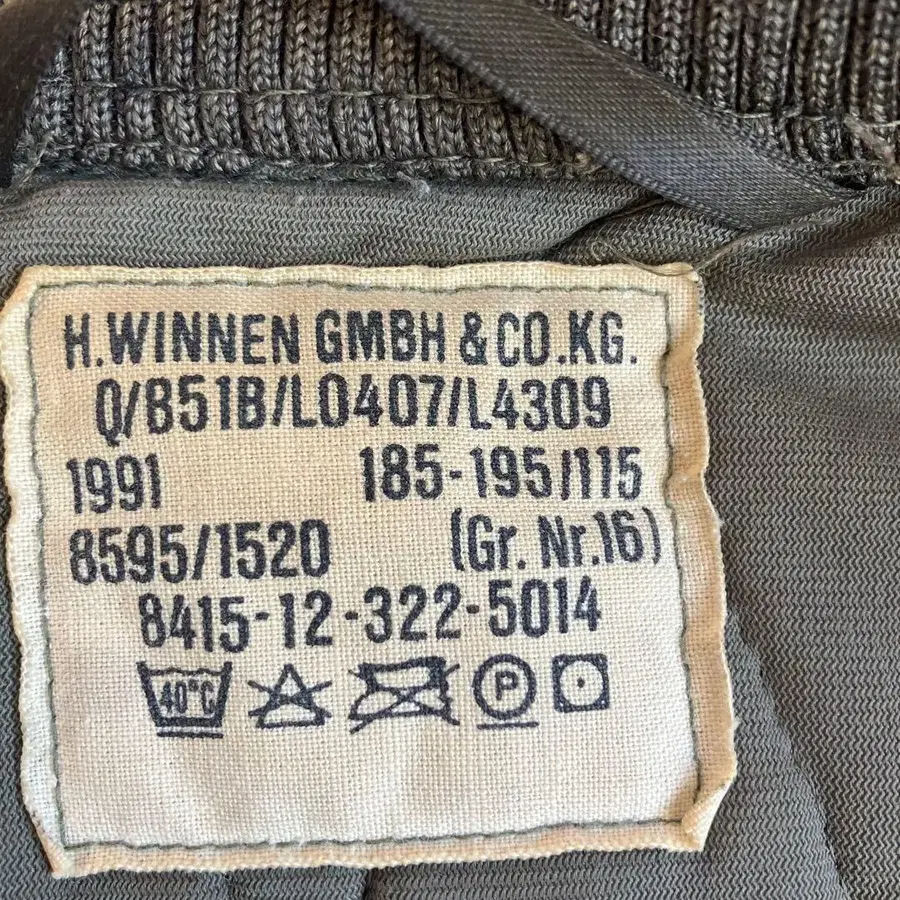 H.WINNEN GMBH & CO.KG.
Q/B51B/L0407/L4309
1991 185-195/115
8595/1520 (Gr. Nr.16)
8415-12-322-5014
40°C P